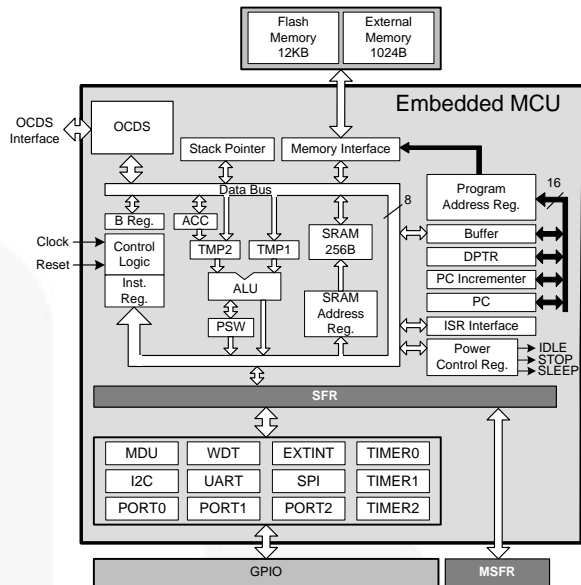 Flash
Memory
12KB
External
Memory
1024B
Embedded MCU
OCDS
Interface
OCDS
Stack Pointer
Memory Interface
Data Bus
8
16
Program
Address Reg.
B Reg.
ACC
TMP2
TMP1
SRAM
256B
Buffer
DPTR
PC Incrementer
PC
Clock
Reset
Control
Logic
Inst.
Reg.
ALU
PSW
SRAM
Address
Reg.
ISR Interface
Power
Control Reg.
IDLE
STOP
SLEEP
SFR
MDU
WDT
EXTINT
TIMER0
I2C
UART
SPI
TIMER1
PORT0
PORT1
PORT2
TIMER2
GPIO
MSFR